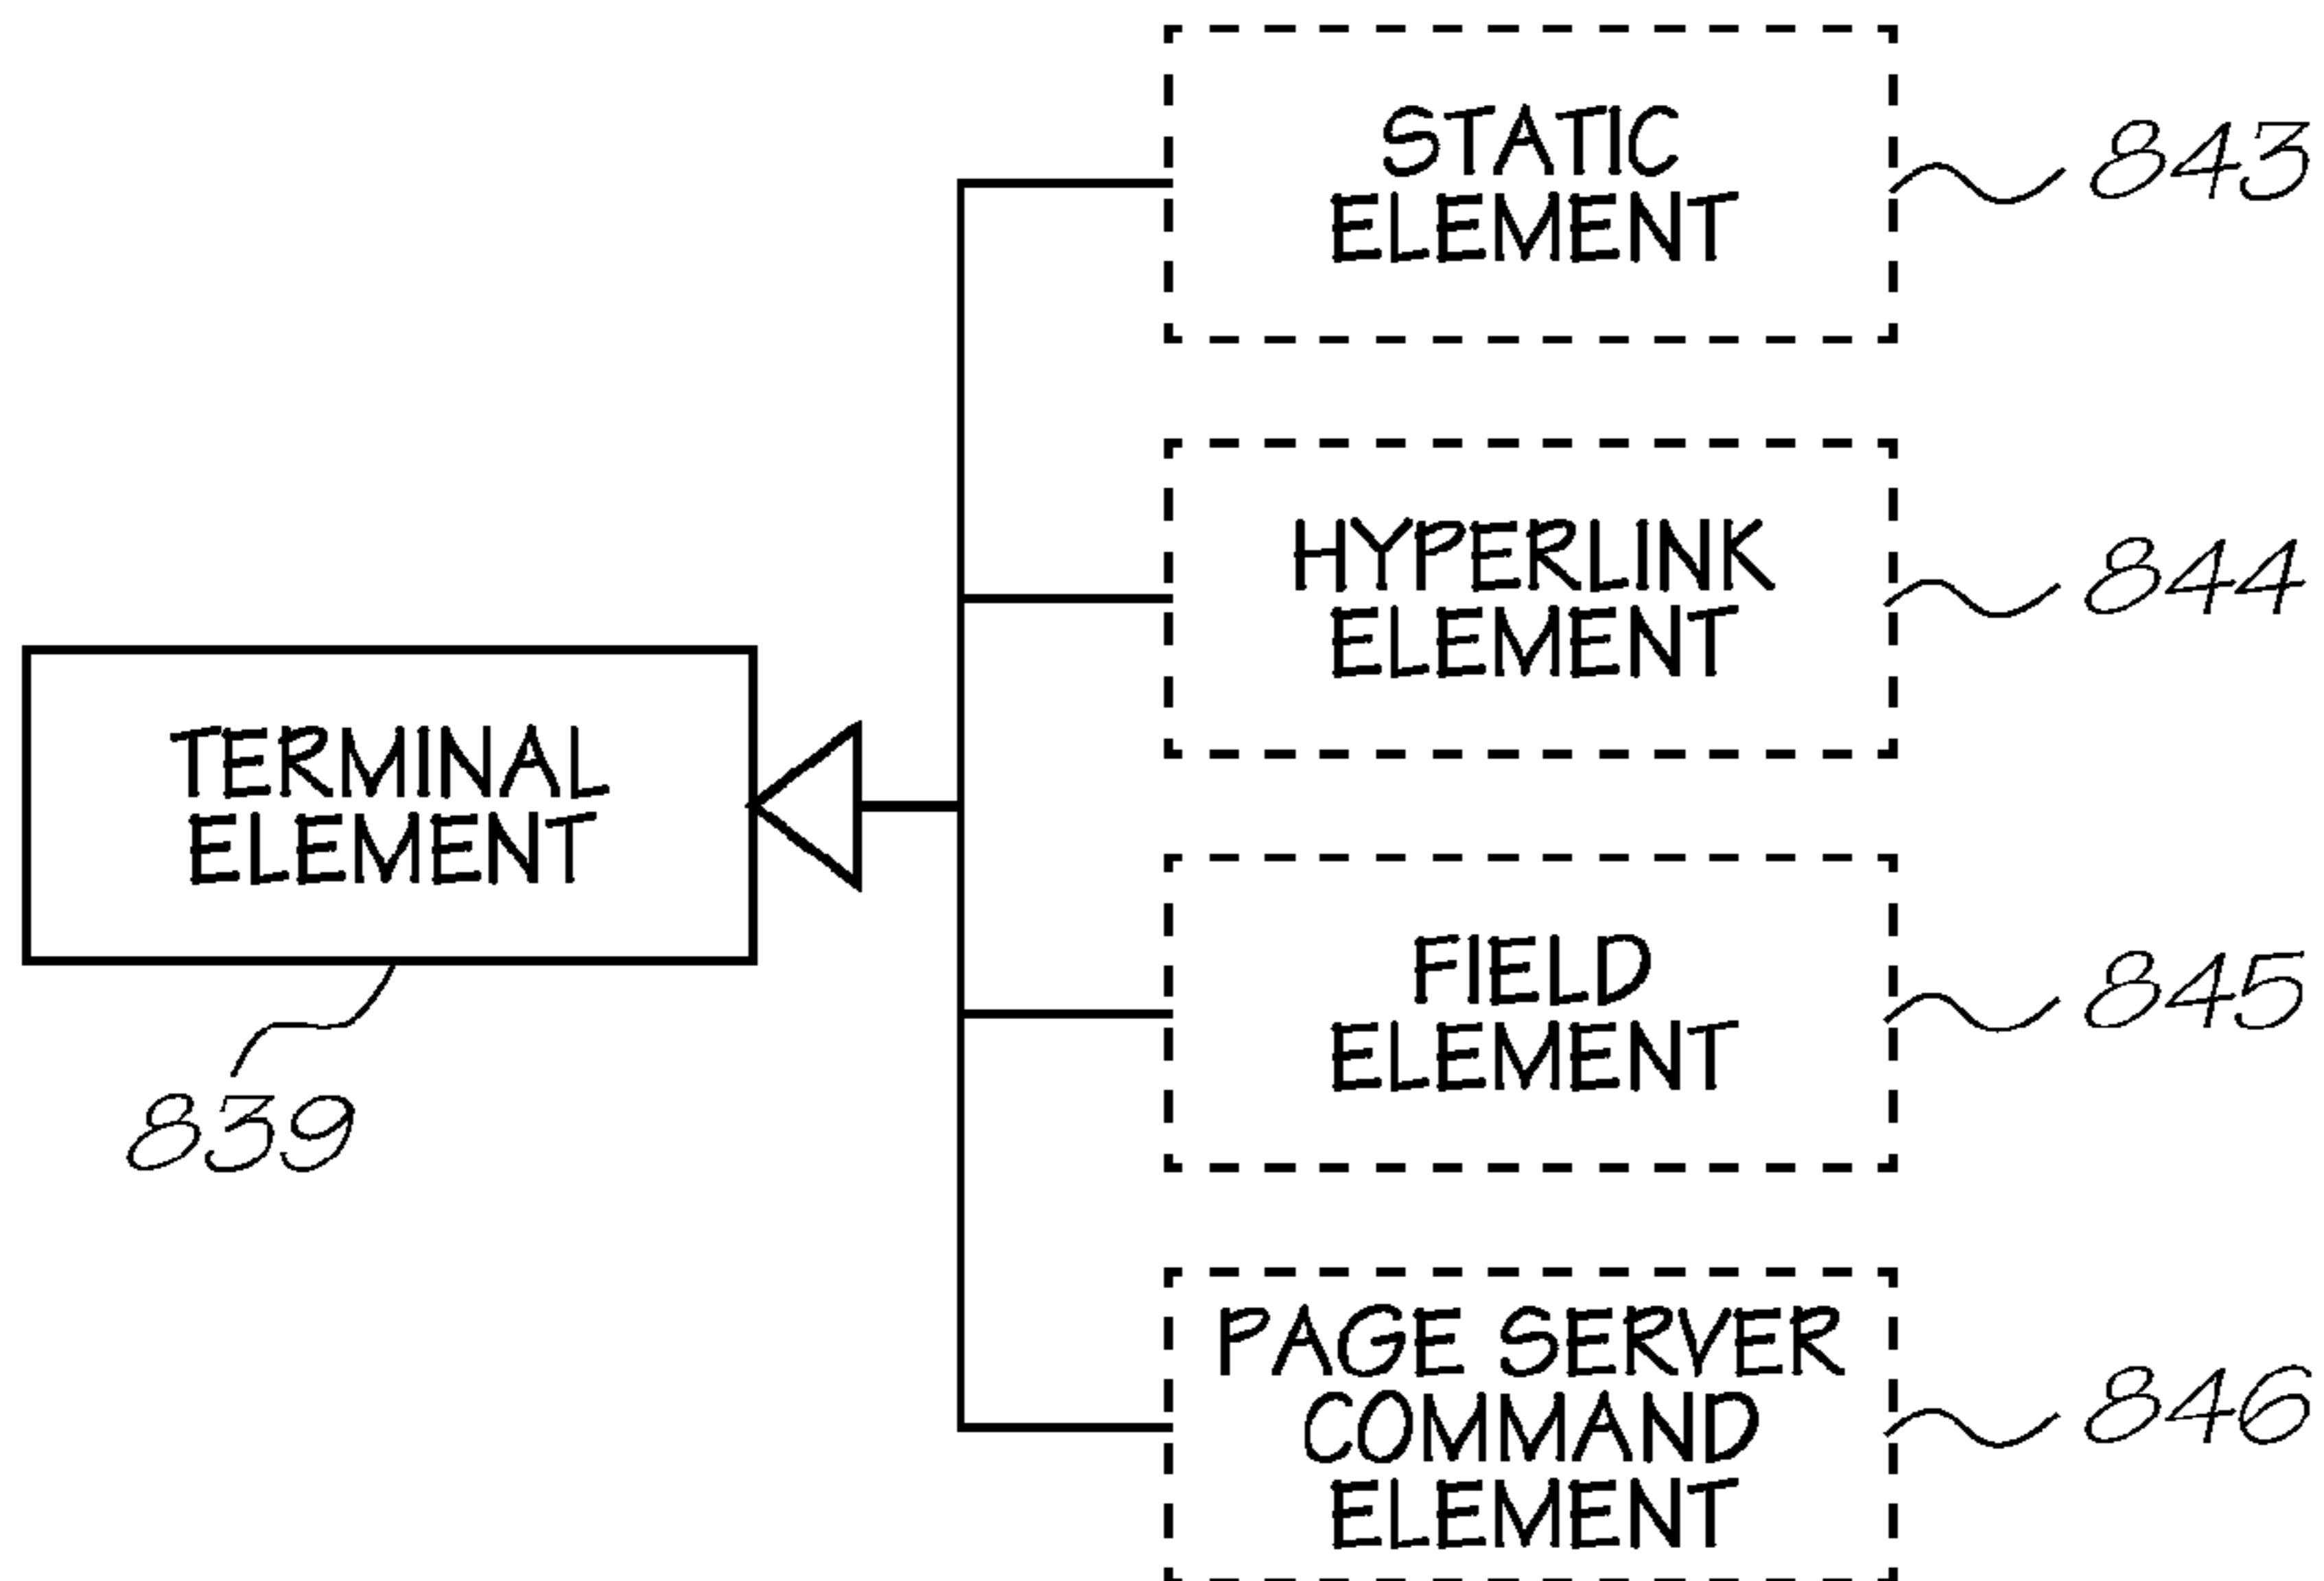 STATIC
ELEMENT
843
HYPERLINK
ELEMENT
844
TERMINAL
ELEMENT
839
FIELD
ELEMENT
845
PAGE SERVER
COMMAND
ELEMENT
846